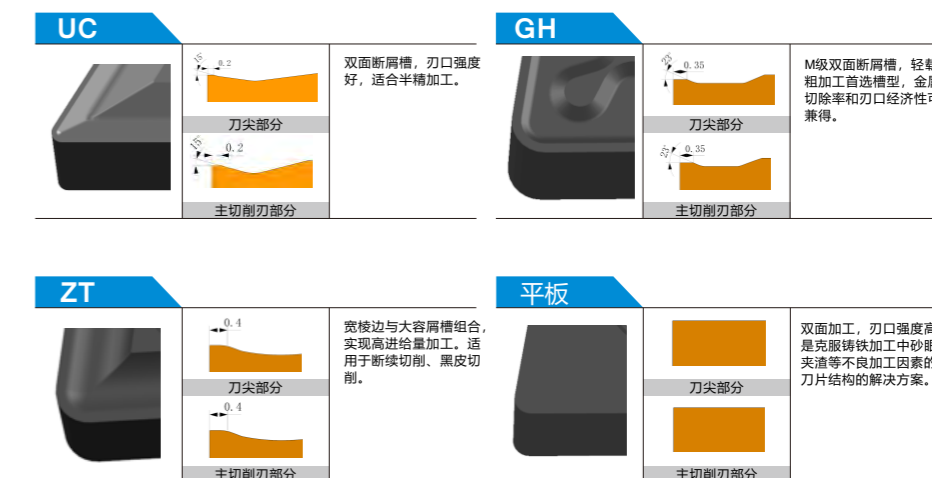 UC
15°
0.2
刀尖部分
15°
0.2
主切削刃部分
双面断屑槽，刃口强度
好，适合半精加工。
GH
23°
0.35
刀尖部分
23°
0.35
主切削刃部分
M级双面断屑槽，轻载
粗加工首选槽型，金属
切除率和刃口经济性可
兼得。
ZT
0.4
刀尖部分
0.4
主切削刃部分
宽棱边与大容屑槽组合，
实现高进给量加工。适
用于断续切削、黑皮切
削。
平板
刀尖部分
主切削刃部分
双面加工，刃口强度高
是克服铸铁加工中砂眼
夹渣等不良加工因素的
刀片结构的解决方案。